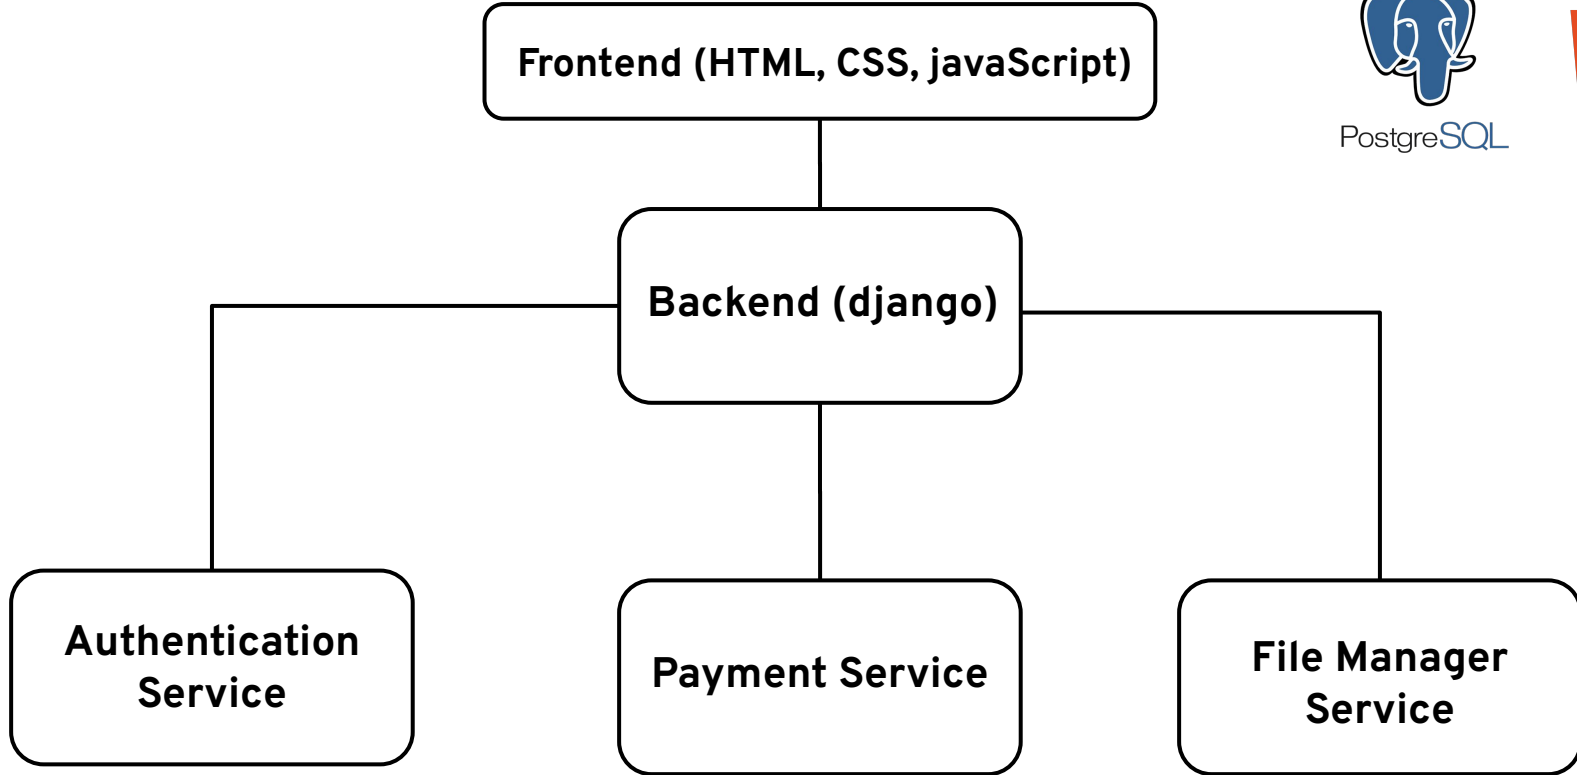 Frontend (HTML, CSS, javaScript)
PostgreSQL
Backend (django)
Authentication
Service
Payment Service
File Manager
Service